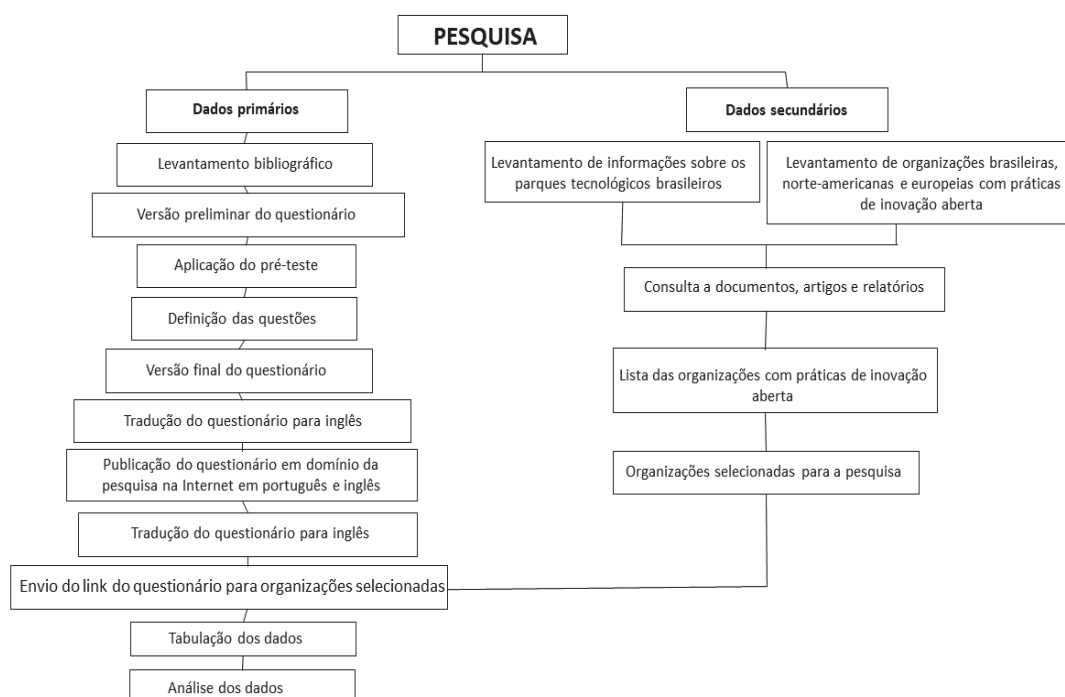 PESQUISA
Dados primários
Levantamento bibliográfico
Versão preliminar do questionário
Aplicação do pré-teste
Definição das questões
Versão final do questionário
Tradução do questionário para inglês
Publicação do questionário em domínio da
pesquisa na Internet em português e inglês
Tradução do questionário para inglês
Envio do link do questionário para organizações selecionadas
Tabulação dos dados
Análise dos dados
Dados secundários
Levantamento de informações sobre os
parques tecnológicos brasileiros
Levantamento de organizações brasileiras,
norte-americanas e europeias com práticas
de inovação aberta
Consulta a documentos, artigos e relatórios
Lista das organizações com práticas de inovação
aberta
Organizações selecionadas para a pesquisa